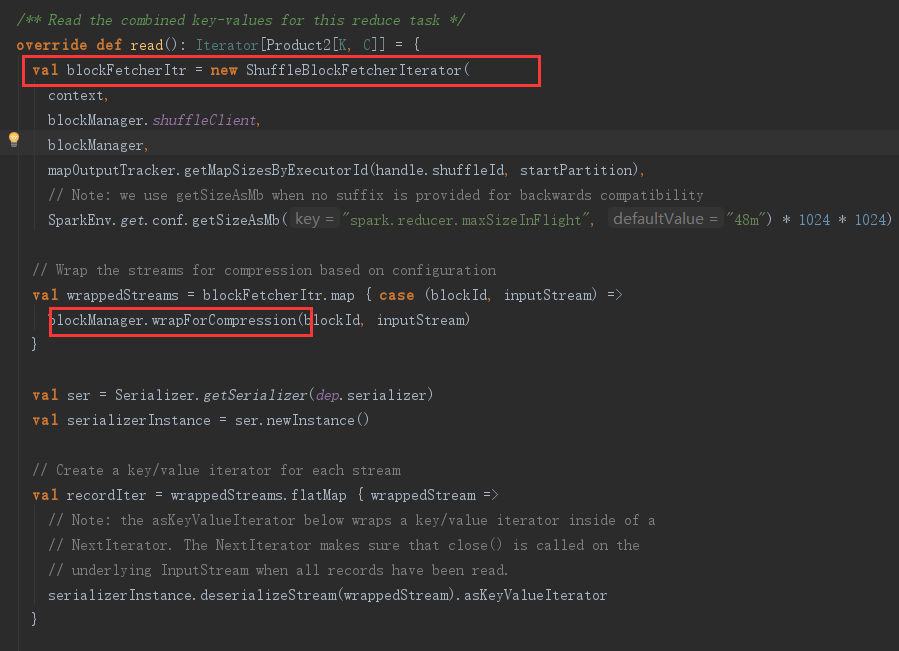 /** Read the combined key-values for this reduce task */
override def read(): Iterator[Product2[K, C]] = {
val blockFetcherItr = new ShuffleBlockFetcherIterator(
context,
blockManager.shuffleClient,
blockManager,
mapOutputTracker.getMapSizesByExecutorId(handle.shuffleId, startPartition),
// Note: we use getSizeAsMb when no suffix is provided for backwards compatibility
SparkEnv.get.conf.getSizeAsMb( key = "spark.reducer.maxSizeInFlight", defaultValue = "48m") * 1024 * 1024)
// Wrap the streams for compression based on configuration
val wrappedStreams = blockFetcherItr.map { case (blockId, inputStream) =>
blockManager.wrapForCompression(blockId, inputStream)
}
val ser = Serializer.getSerializer(dep.serializer)
val serializerInstance = ser.newInstance()
// Create a key/value iterator for each stream
val recordIter = wrappedStreams.flatMap { wrappedStream =>
// Note: the asKeyValueIterator below wraps a key/value iterator inside of a
// NextIterator. The NextIterator makes sure that close() is called on the
// underlying InputStream when all records have been read.
serializerInstance.deserializeStream(wrappedStream).asKeyValueIterator
}